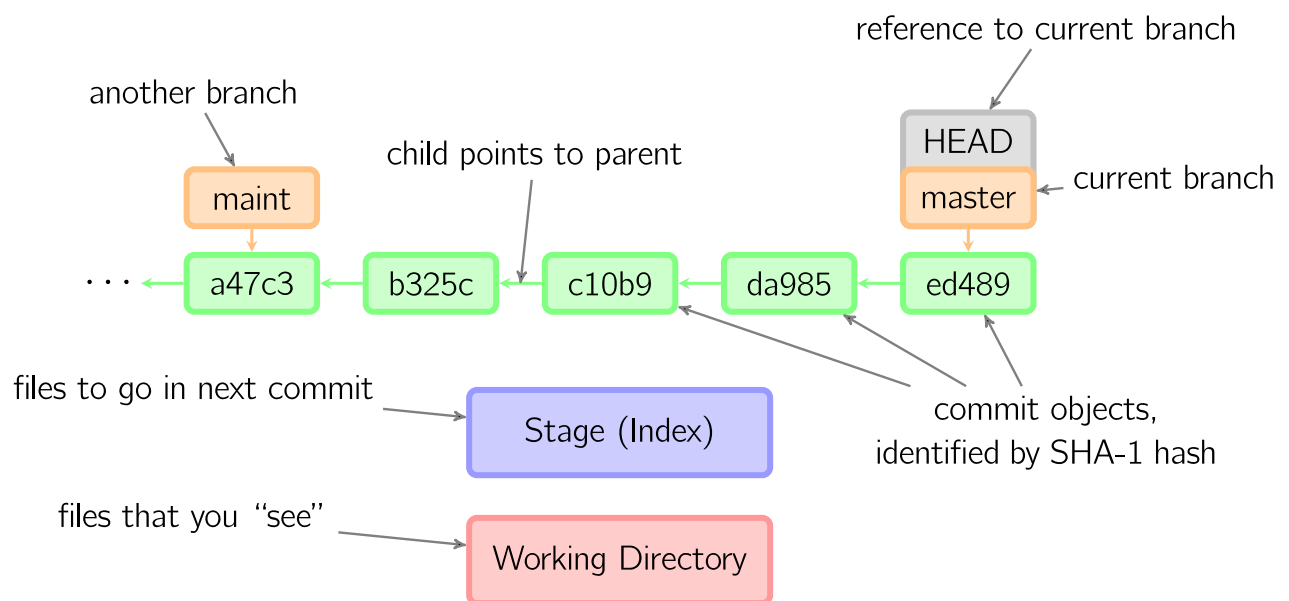 reference to current branch
another branch
HEAD
child points to parent
current branch
maint
master
··· a47c3 b325c c10b9 da985 ed489
files to go in next commit
commit objects,
Stage (Index)
identified by SHA-1 hash
files that you “see”
Working Directory